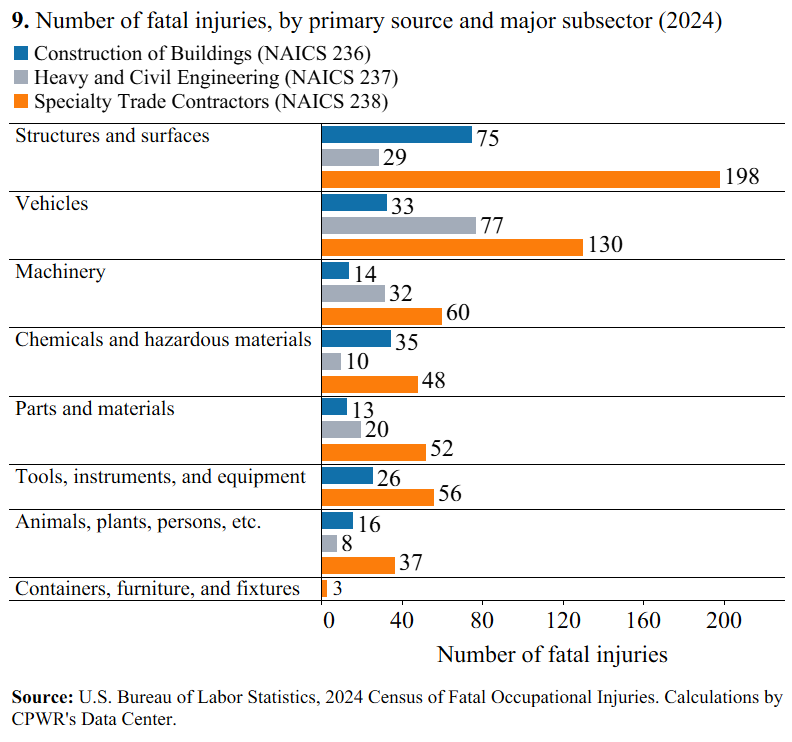 9. Number of fatal injuries, by primary source and major subsector (2024)
Construction of Buildings (NAICS 236)
Heavy and Civil Engineering (NAICS 237)
Specialty Trade Contractors (NAICS 238)
Structures and surfaces
75
29
198
Vehicles
33
77
130
Machinery
14
32
60
Chemicals and hazardous materials
35
10
48
Parts and materials
13
20
52
Tools, instruments, and equipment
26
56
Animals, plants, persons, etc.
16
8
37
Containers, furniture, and fixtures
3
0 40 80 120 160 200
Number of fatal injuries
Source: U.S. Bureau of Labor Statistics, 2024 Census of Fatal Occupational Injuries. Calculations by
CPWR's Data Center.